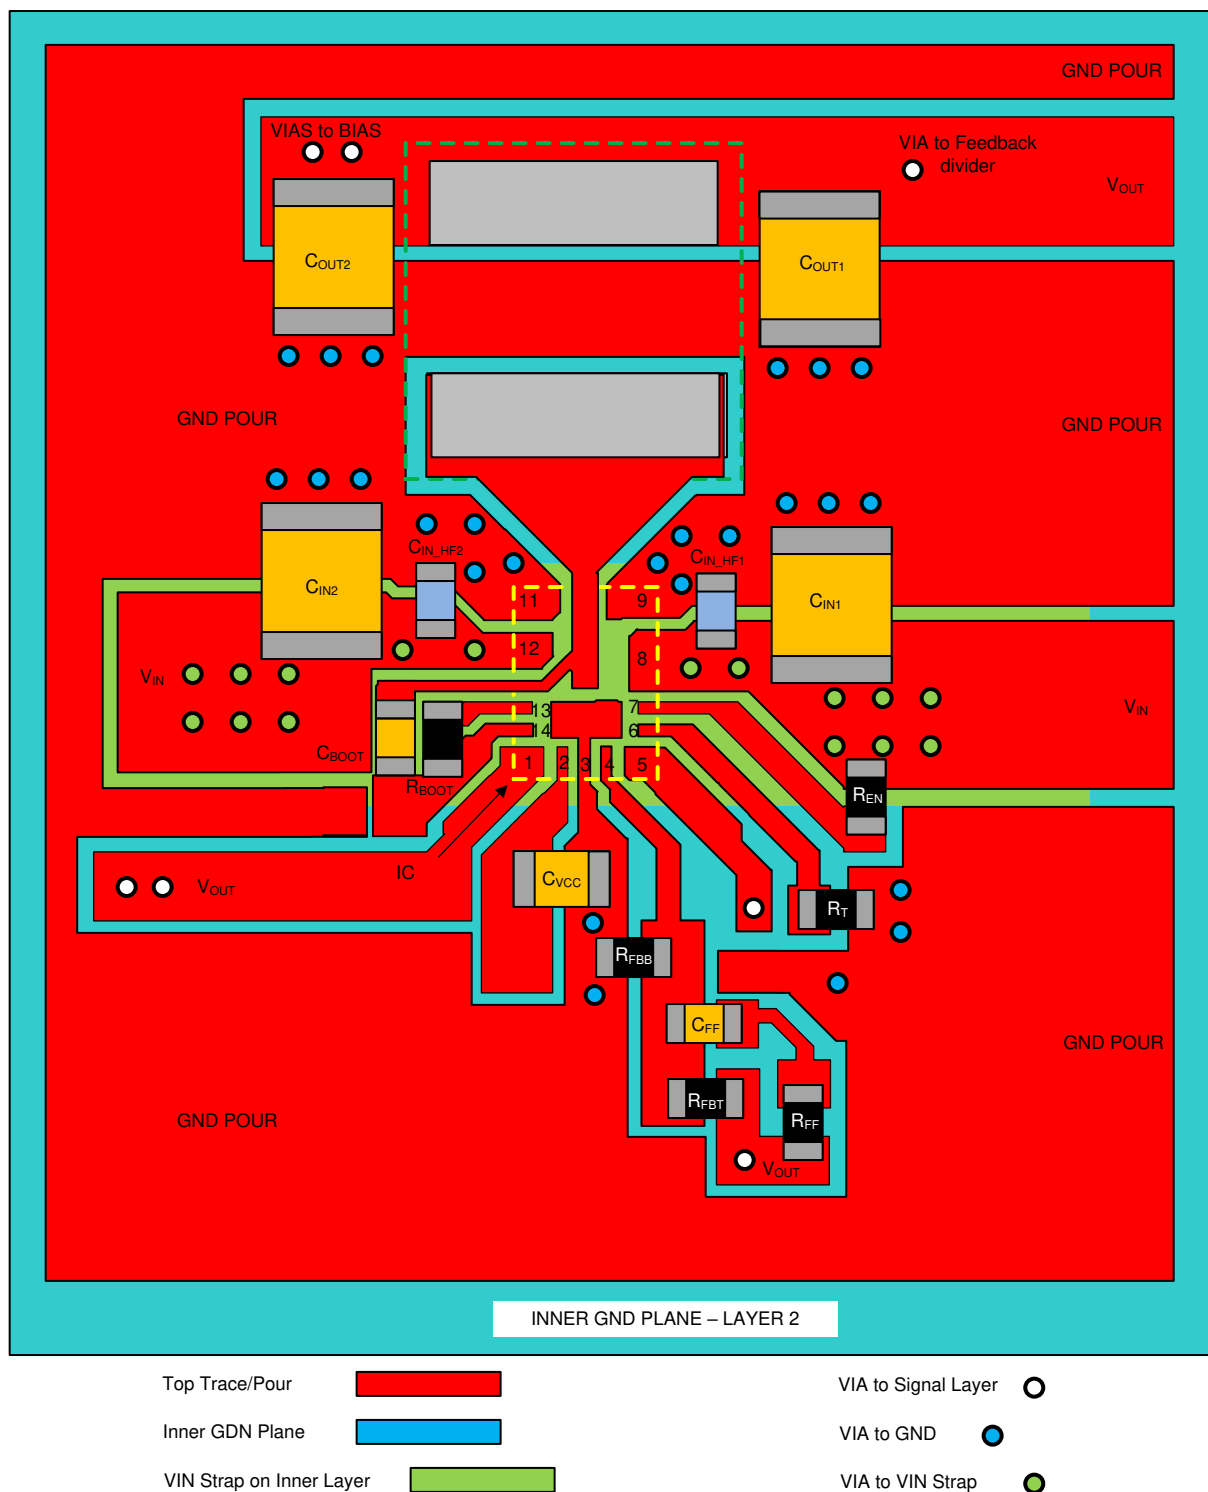 GND POUR
VIAS to BIAS
VIA to Feedback
divider
VOUT
COUT2
COUT1
GND POUR
GND POUR
CIN_HF2
CIN_HF1
CIN2
CIN1
11
9
12
8
VIN
VIN
13
7
14
6
CBOOT
RBOOT
1
2
3
4
5
REN
IC
CVCC
VOUT
RT
RFBB
CFF
GND POUR
RFBT
RFF
GND POUR
VOUT
INNER GND PLANE – LAYER 2
Top Trace/Pour
VIA to Signal Layer
Inner GDN Plane
VIA to GND
VIN Strap on Inner Layer
VIA to VIN Strap